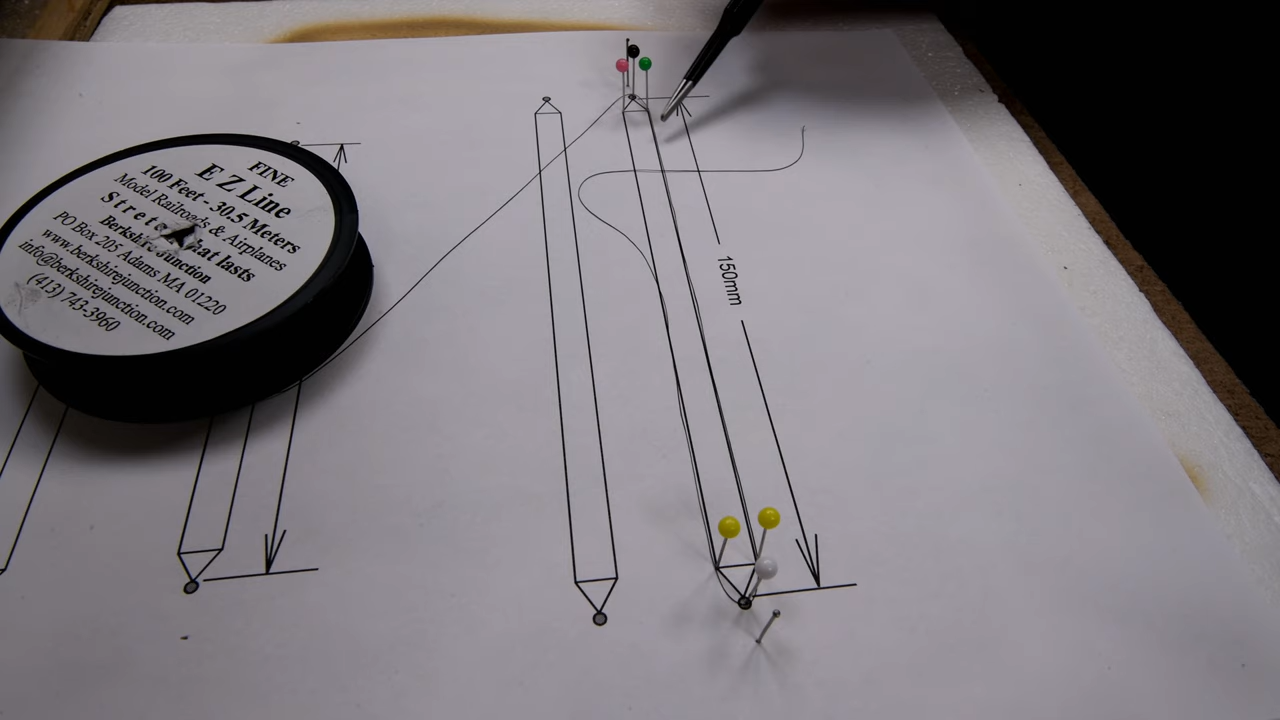 FINE
E Z Line
100 Feet - 30.5 Meters
Model Railroads & Airplanes
that lasts
Berkshire Junction
PO Box 205 Adams MA 01220
www.berkshirejunction.com
info@berkshirejunction.com
(413) 743-3960
150mm